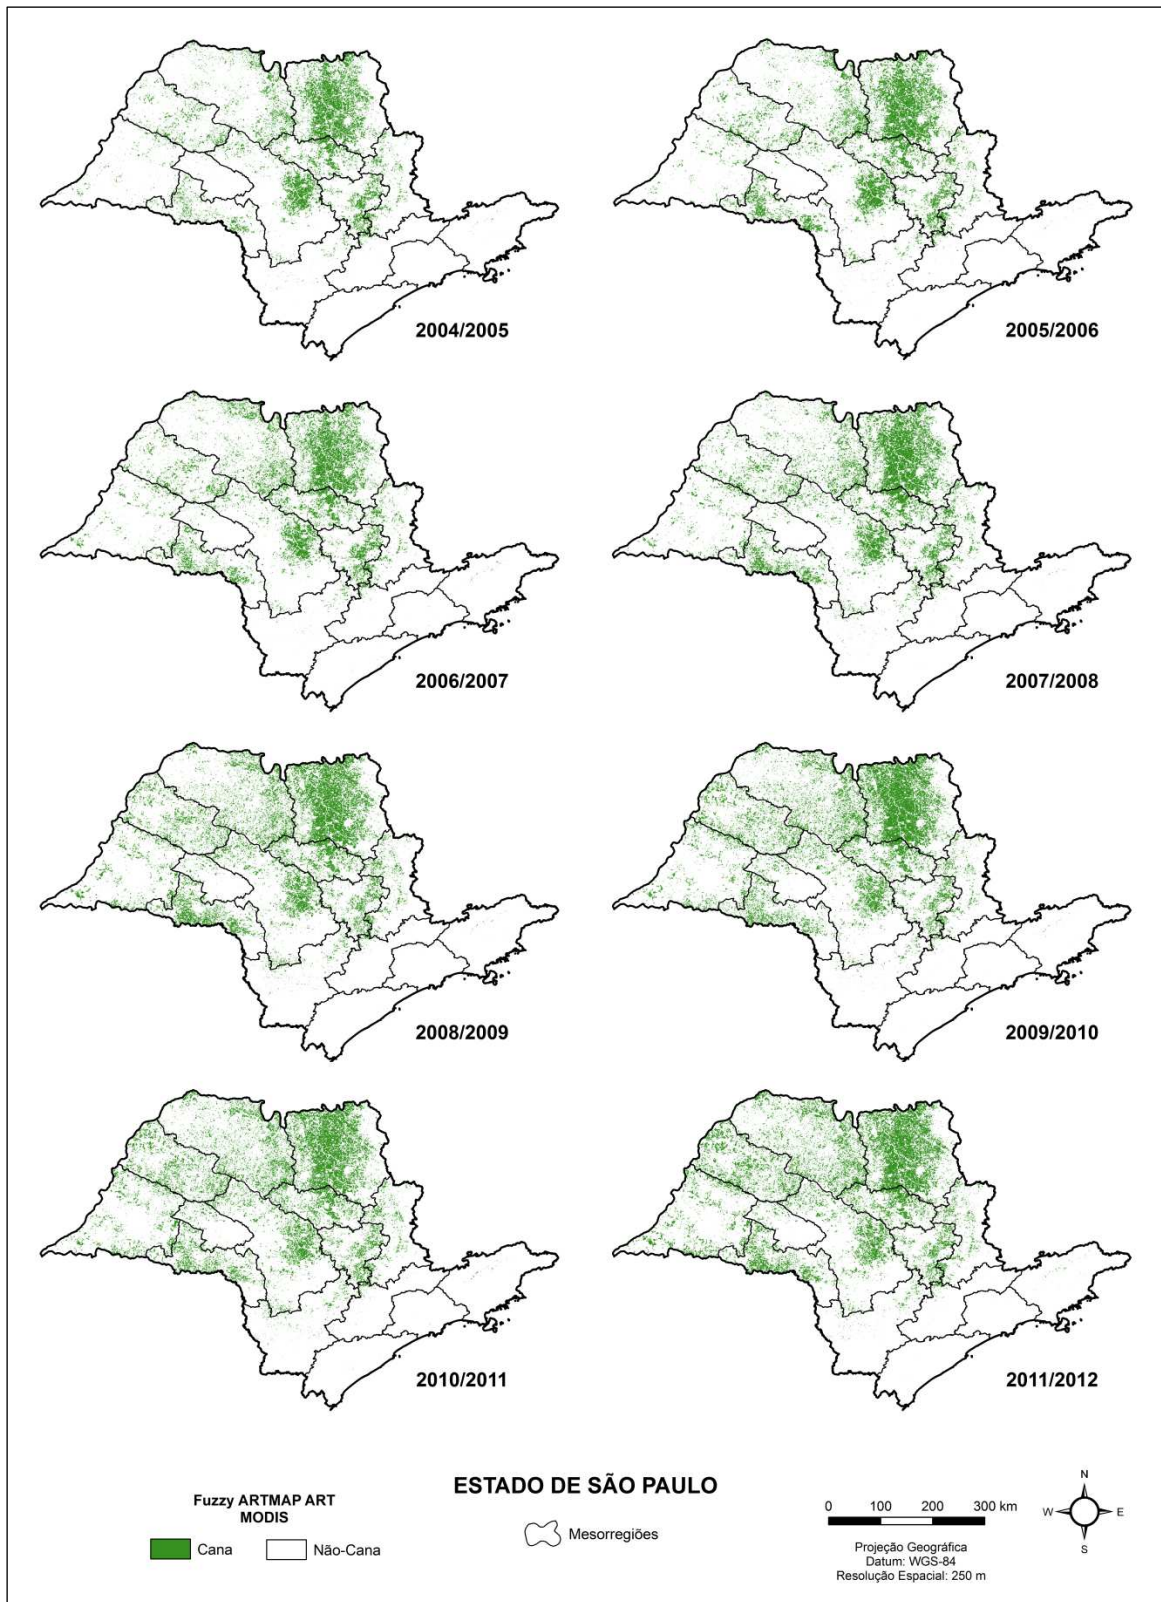 2004/2005
2005/2006
2006/2007
2007/2008
2008/2009
2009/2010
2010/2011
2011/2012
ESTADO DE SÃO PAULO
Fuzzy ARTMAP ART
MODIS
Cana
Não-Cana
Mesorregiões
0 100 200 300 km
Projeção Geográfica
Datum: WGS-84
Resolução Espacial: 250 m
N
W E
S